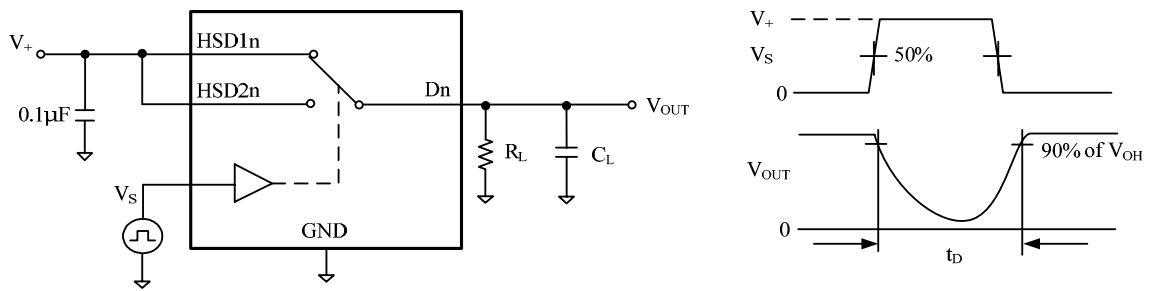 V+
HSD1n
HSD2n
Dn
VOUT
0.1µF
RL
CL
VS
GND
V+
VS
50%
0
VOUT
90% of VOH
0
tD